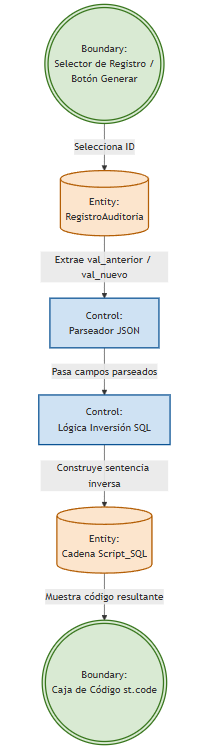 Boundary:
Selector de Registro /
Botón Generar
Selecciona ID
Entity:
RegistroAuditoria
Extrae val_anterior /
val_nuevo
Control:
Parseador JSON
Pasa campos parseados
Control:
Lógica Inversión SQL
Construye sentencia
inversa
Entity:
Cadena Script_SQL
Muestra código resultante
Boundary:
Caja de Código st.code